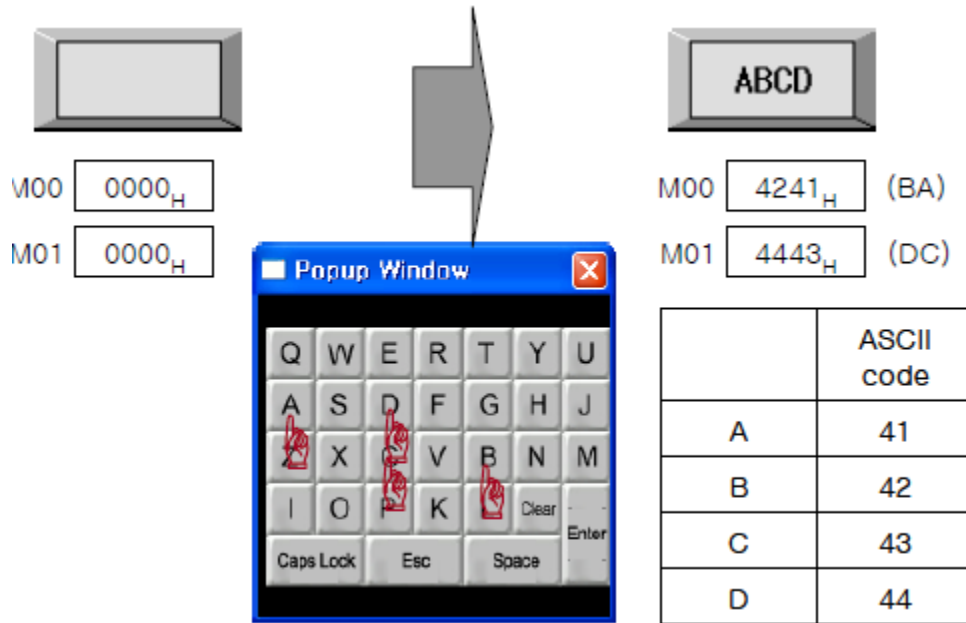 ABCD
M00 0000H
M00 4241H (BA)
M01 0000H
M01 4443H (DC)
Popup Window
Q W E R T Y U
A S D F G H J
Z X C V B N M
I O P K Clear
Enter
Caps Lock Esc Space
ASCII
code
A 41
B 42
C 43
D 44